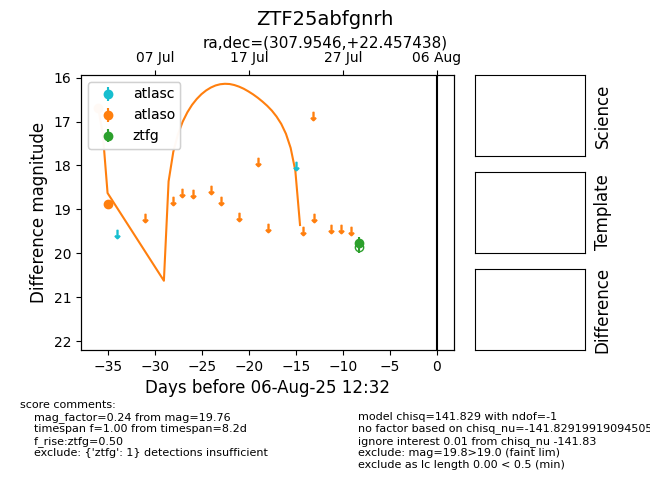 ZTF25abfgnrh
ra,dec=(307.9546,+22.457438)
07 Jul 17 Jul 27 Jul 06 Aug
atlasc
atlaso
ztfg
16
17
18
19
20
21
22
Difference magnitude
−35 −30 −25 −20 −15 −10 −5 0
Days before 06-Aug-25 12:32
Science
Template
Difference
score comments:
mag_factor=0.24 from mag=19.76
timespan f=1.00 from timespan=8.2d
f_rise:ztfg=0.50
exclude: {'ztfg': 1} detections insufficient
model chisq=141.829 with ndof=-1
no factor based on chisq_nu=-141.82919919094505
ignore interest 0.01 from chisq_nu -141.83
exclude: mag=19.8>19.0 (faint lim)
exclude as lc length 0.00 < 0.5 (min)